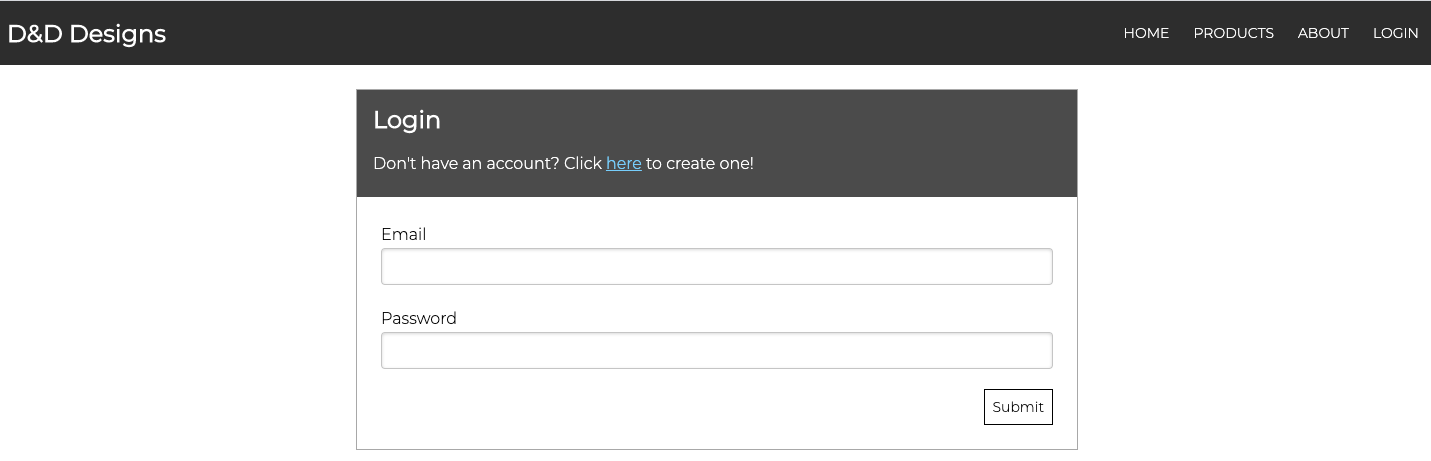 D&D Designs
HOME PRODUCTS ABOUT LOGIN
Login
Don't have an account? Click here to create one!
Email
Password
Submit